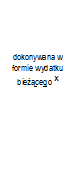 dokonywana w
formie wydatku
bieżącego x